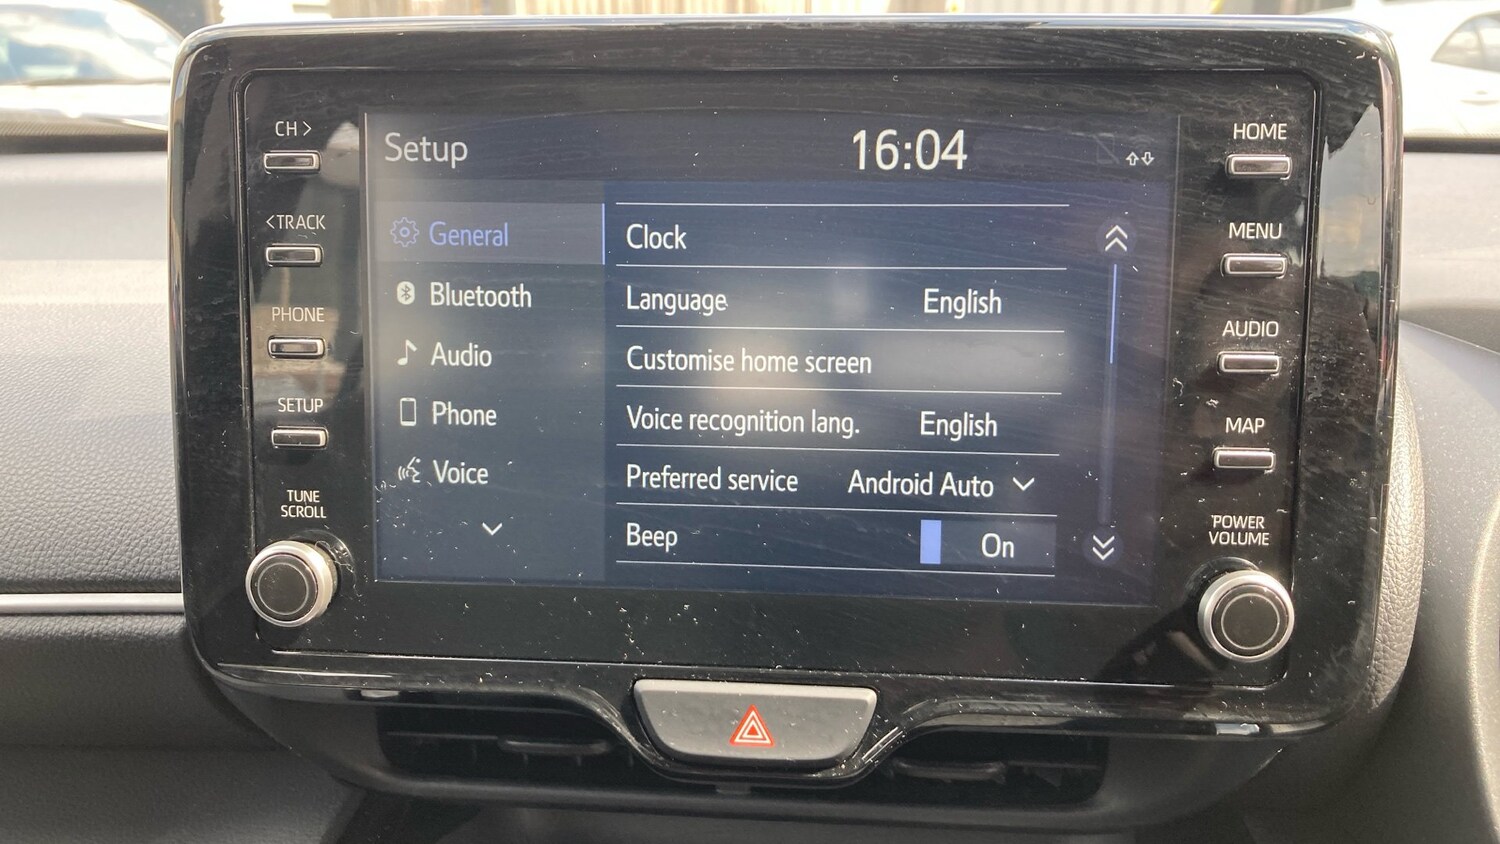 CH >
< TRACK
PHONE
SETUP
TUNE
SCROLL
Setup
16:04
General
Bluetooth
Audio
Phone
Voice
Clock
Language English
Customise home screen
Voice recognition lang. English
Preferred service Android Auto
Beep On
HOME
MENU
AUDIO
MAP
POWER
VOLUME